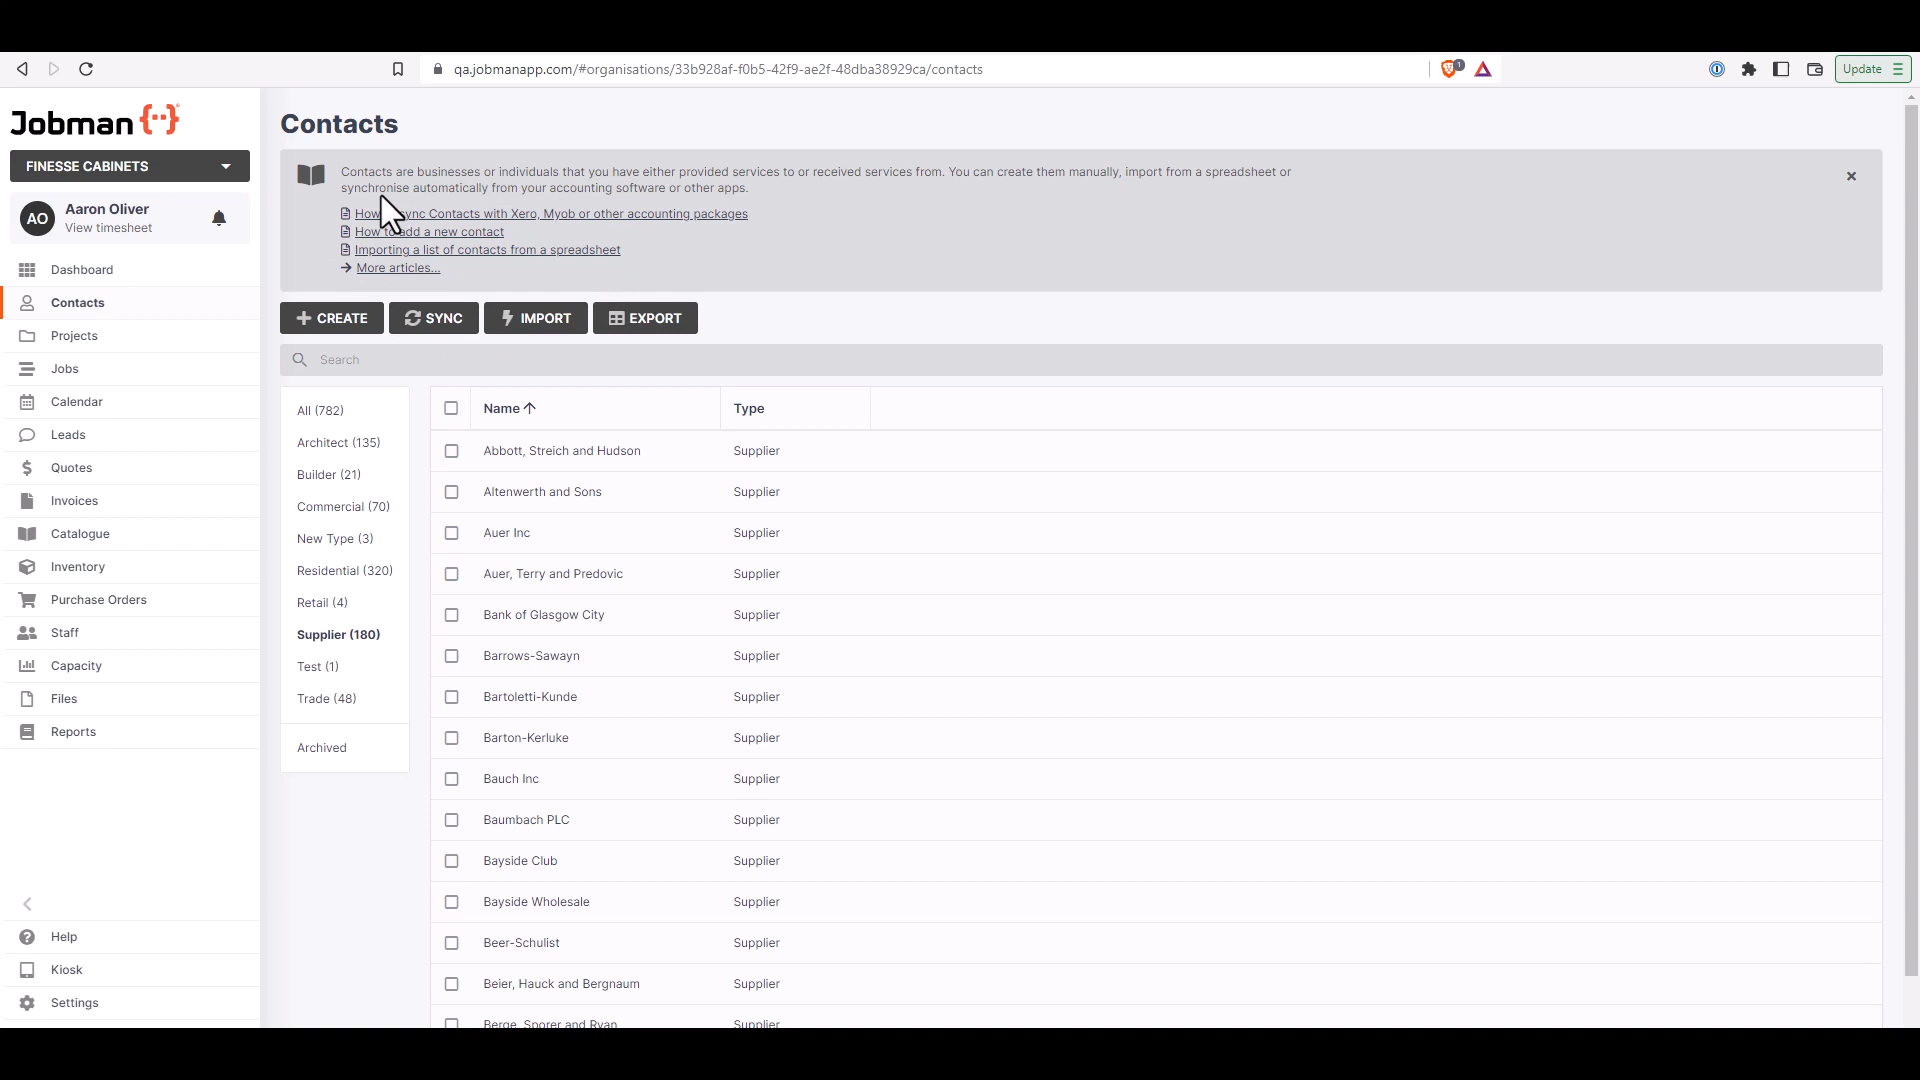 qa.jobmanapp.com/#organisations/33b928af-f0b5-42f9-ae2f-48dba38929ca/contacts
1
Update
Jobman
FINESSE CABINETS
AO
Aaron Oliver
View timesheet
Dashboard
Contacts
Projects
Jobs
Calendar
Leads
Quotes
Invoices
Catalogue
Inventory
Purchase Orders
Staff
Capacity
Files
Reports
Help
Kiosk
Settings
Contacts
Contacts are businesses or individuals that you have either provided services to or received services from. You can create them manually, import from a spreadsheet or
synchronise automatically from your accounting software or other apps.
How sync Contacts with Xero, Myob or other accounting packages
How to add a new contact
Importing a list of contacts from a spreadsheet
More articles...
CREATE
SYNC
IMPORT
EXPORT
Search
All (782)
Architect (135)
Builder (21)
Commercial (70)
New Type (3)
Residential (320)
Retail (4)
Supplier (180)
Test (1)
Trade (48)
Archived
Name Type
Abbott, Streich and Hudson Supplier
Altenwerth and Sons Supplier
Auer Inc Supplier
Auer, Terry and Predovic Supplier
Bank of Glasgow City Supplier
Barrows-Sawayn Supplier
Bartoletti-Kunde Supplier
Barton-Kerluke Supplier
Bauch Inc Supplier
Baumbach PLC Supplier
Bayside Club Supplier
Bayside Wholesale Supplier
Beer-Schulist Supplier
Beier, Hauck and Bergnaum Supplier
Berge, Sporer and Ryan Supplier